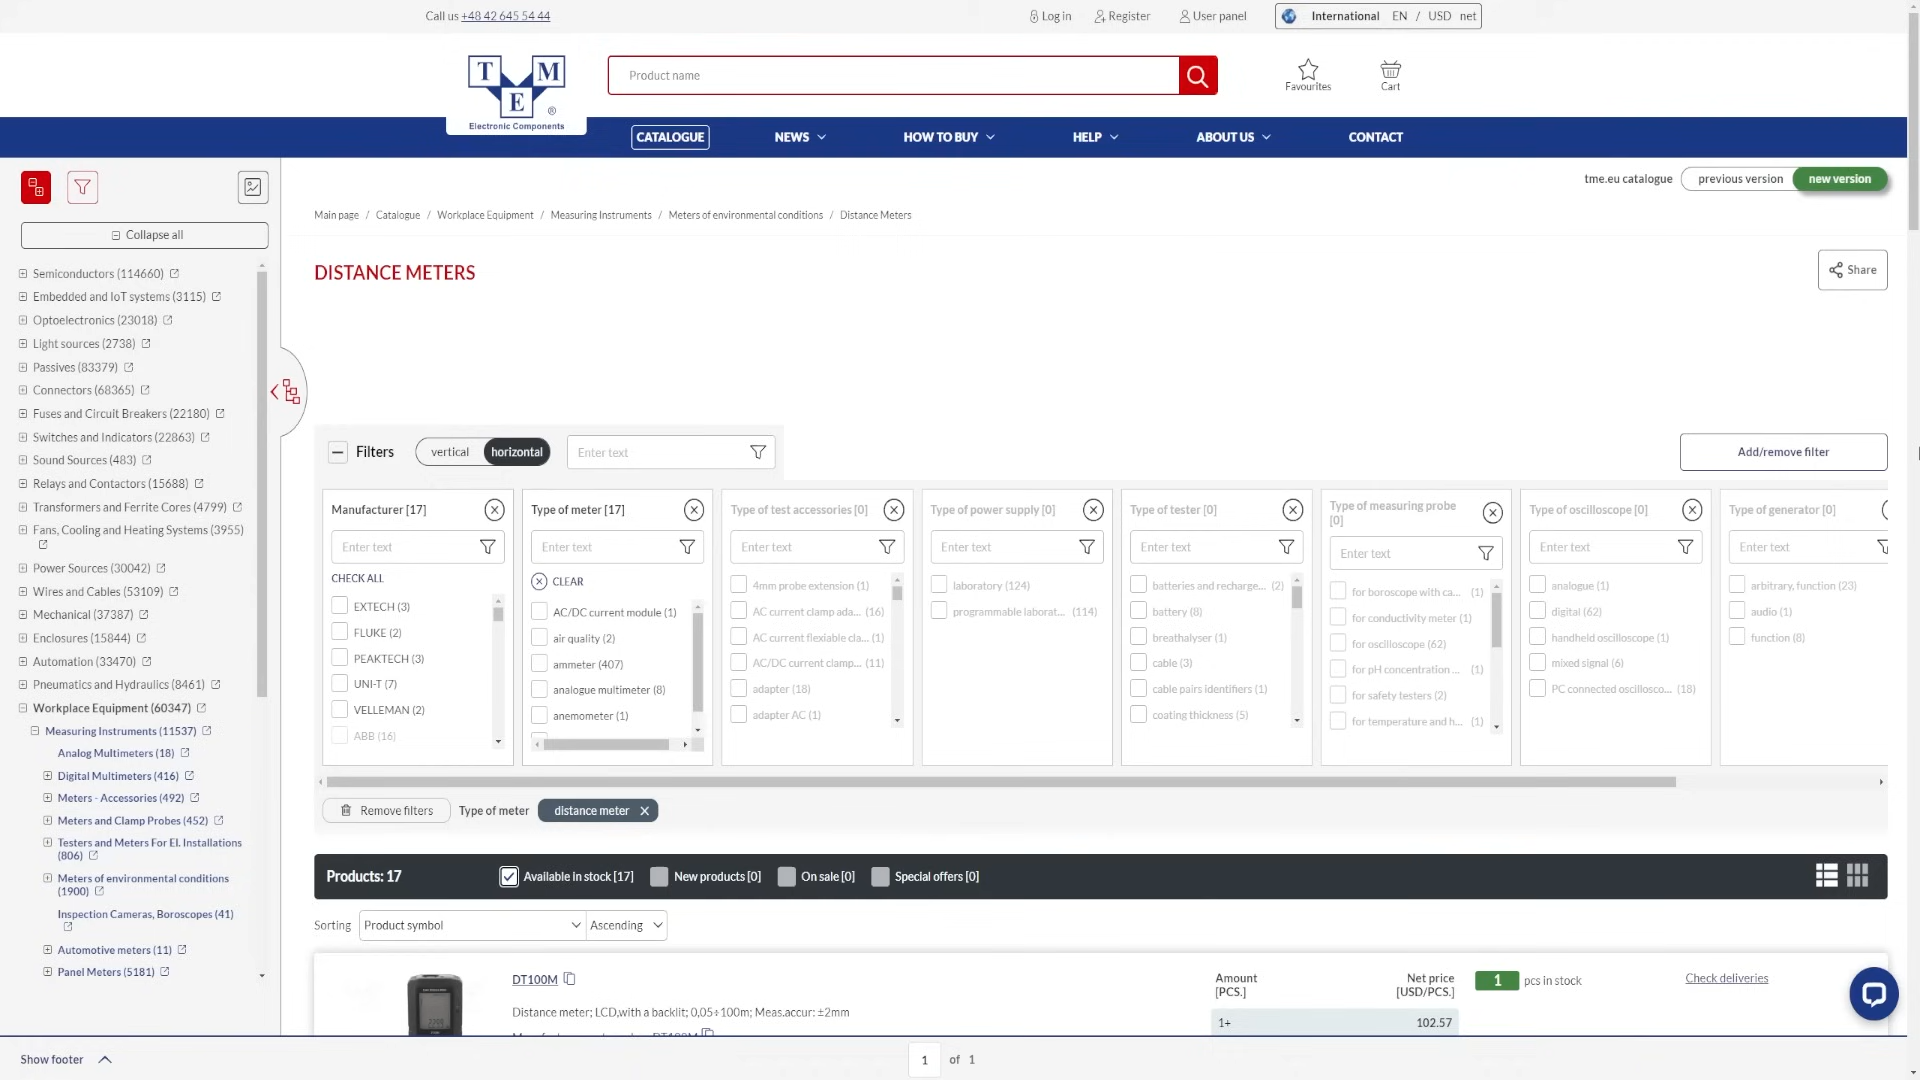 Call us +48 42 645 54 44
Log in
Register
User panel
International EN / USD net
T M E ®
Electronic Components
Product name
Favourites
Cart
CATALOGUE
NEWS
HOW TO BUY
HELP
ABOUT US
CONTACT
tme.eu catalogue
previous version
new version
Main page / Catalogue / Workplace Equipment / Measuring Instruments / Meters of environmental conditions / Distance Meters
Collapse all
Semiconductors (114660)
Embedded and IoT systems (3115)
Optoelectronics (23018)
Light sources (2738)
Passives (83379)
Connectors (68365)
Fuses and Circuit Breakers (22180)
Switches and Indicators (22863)
Sound Sources (483)
Relays and Contactors (15688)
Transformers and Ferrite Cores (4799)
Fans, Cooling and Heating Systems (3955)
Power Sources (30042)
Wires and Cables (53109)
Mechanical (37387)
Enclosures (15844)
Automation (33470)
Pneumatics and Hydraulics (8461)
Workplace Equipment (60347)
Measuring Instruments (11537)
Analog Multimeters (18)
Digital Multimeters (416)
Meters - Accessories (492)
Meters and Clamp Probes (452)
Testers and Meters For El. Installations
(806)
Meters of environmental conditions
(1900)
Inspection Cameras, Boroscopes (41)
Automotive meters (11)
Panel Meters (5181)
DISTANCE METERS
Share
Filters
vertical
horizontal
Enter text
Add/remove filter
Manufacturer [17]
Enter text
CHECK ALL
EXTECH (3)
FLUKE (2)
PEAKTECH (3)
UNI-T (7)
VELLEMAN (2)
ABB (16)
Type of meter [17]
Enter text
CLEAR
AC/DC current module (1)
air quality (2)
ammeter (407)
analogue multimeter (8)
anemometer (1)
Type of test accessories [0]
Enter text
4mm probe extension (1)
AC current clamp ada... (16)
AC current flexiable cla... (1)
AC/DC current clamp... (11)
adapter (18)
adapter AC (1)
Type of power supply [0]
Enter text
laboratory (124)
programmable laborat... (114)
Type of tester [0]
Enter text
batteries and recharge... (2)
battery (8)
breathalyser (1)
cable (3)
cable pairs identifiers (1)
coating thickness (5)
Type of measuring probe
[0]
Enter text
for boroscope with ca... (1)
for conductivity meter (1)
for oscilloscope (62)
for pH concentration ... (1)
for safety testers (2)
for temperature and h... (1)
Type of oscilloscope [0]
Enter text
analogue (1)
digital (62)
handheld oscilloscope (1)
mixed signal (6)
PC connected oscillosco... (18)
Type of generator [0]
Enter text
arbitrary, function (23)
audio (1)
function (8)
Remove filters
Type of meter
distance meter
Products: 17
Available in stock [17]
New products [0]
On sale [0]
Special offers [0]
Sorting
Product symbol
Ascending
DT100M
Distance meter; LCD,with a backlit; 0,05÷100m; Meas.accur: ±2mm
Amount
[PCS.]
Net price
[USD/PCS.]
1+ 102.57
1 pcs in stock
Check deliveries
Show footer
1 of 1